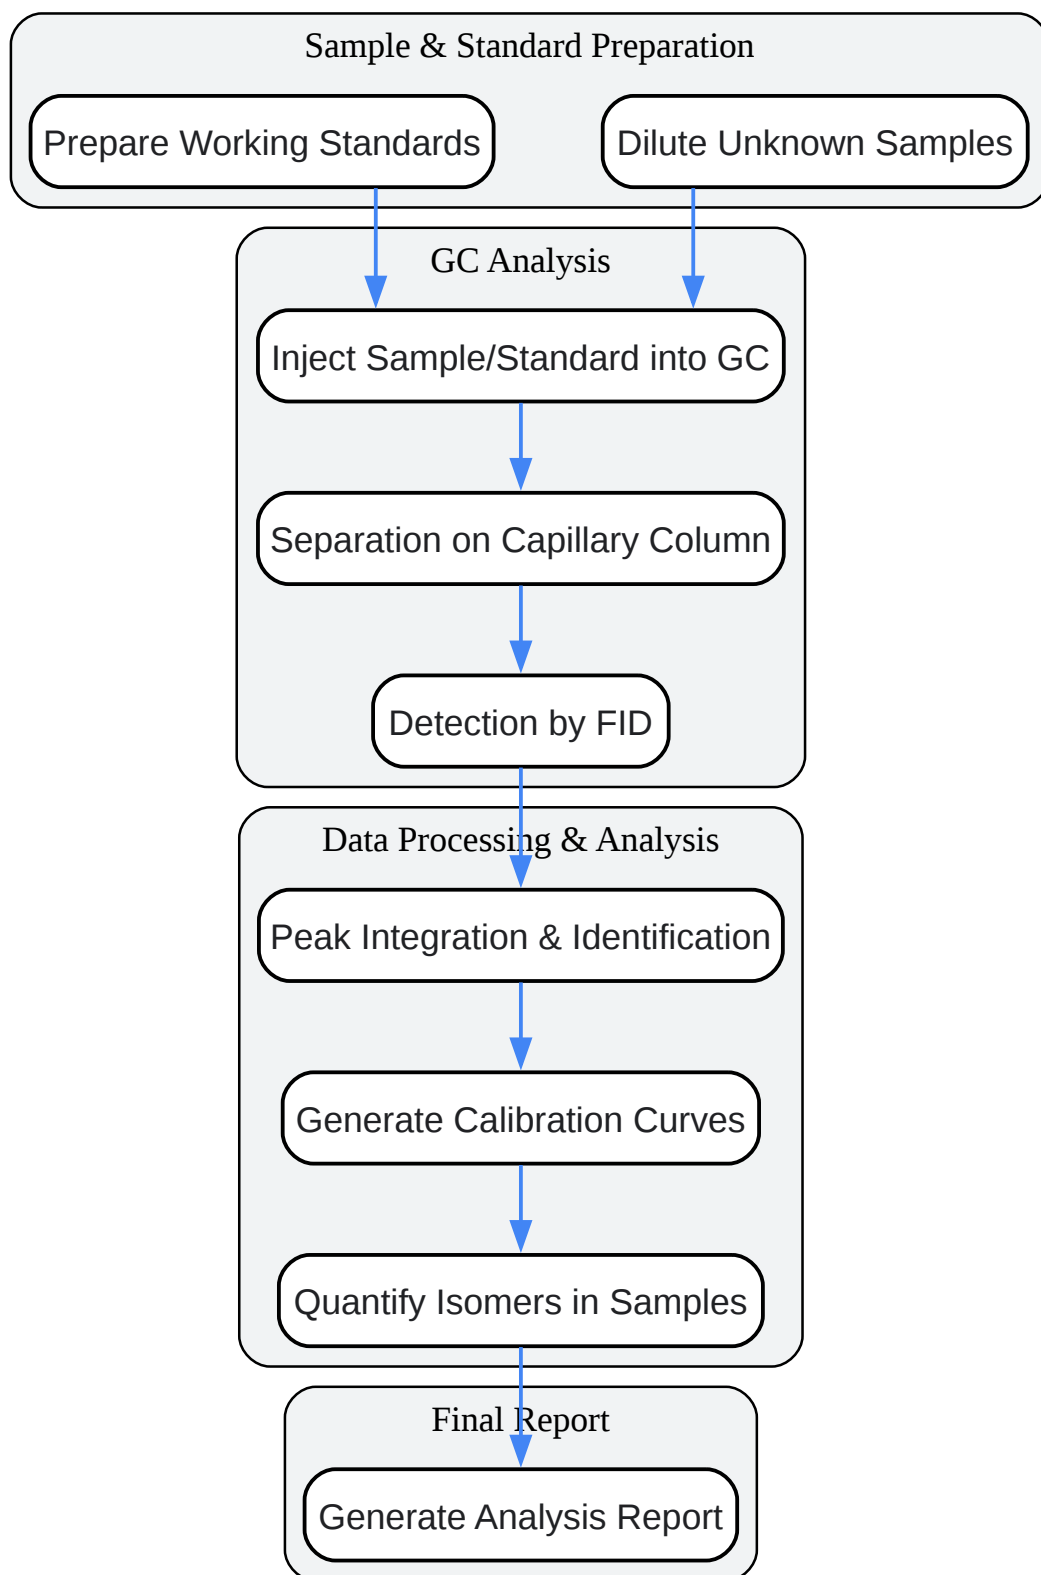 Sample & Standard Preparation
Prepare Working Standards
Dilute Unknown Samples
GC Analysis
Inject Sample/Standard into GC
Separation on Capillary Column
Detection by FID
Data Processing & Analysis
Peak Integration & Identification
Generate Calibration Curves
Quantify Isomers in Samples
Final Report
Generate Analysis Report